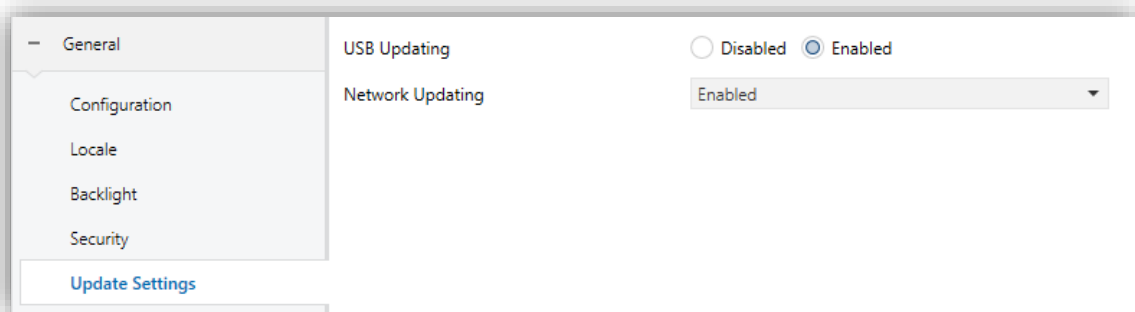 General
USB Updating Disabled Enabled
Configuration
Network Updating Enabled
Locale
Backlight
Security
Update Settings